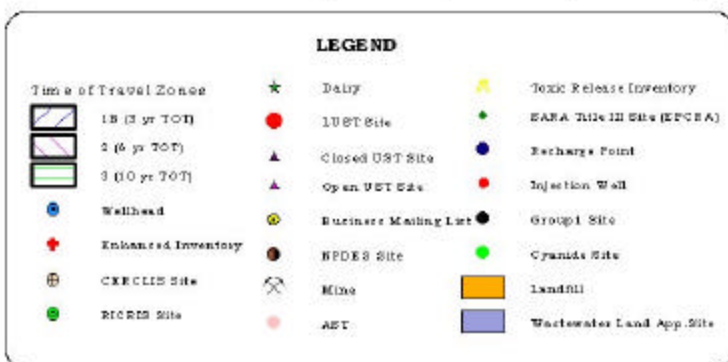 LEGEND
Time of Travel Zones
1B (3 yr TOT)
2 (6 yr TOT)
3 (10 yr TOT)
Wellhead
Enhanced Inventory
CERCLIS Site
RICRIS Site
Dairy
LUST Site
Closed UST Site
Open UST Site
Business Mailing List
NPDES Site
Mine
AST
Toxic Release Inventory
SARA Title III Site (EPCRA)
Recharge Point
Injection Well
Group1 Site
Cyanide Site
Landfill
Wastewater Land App.Site